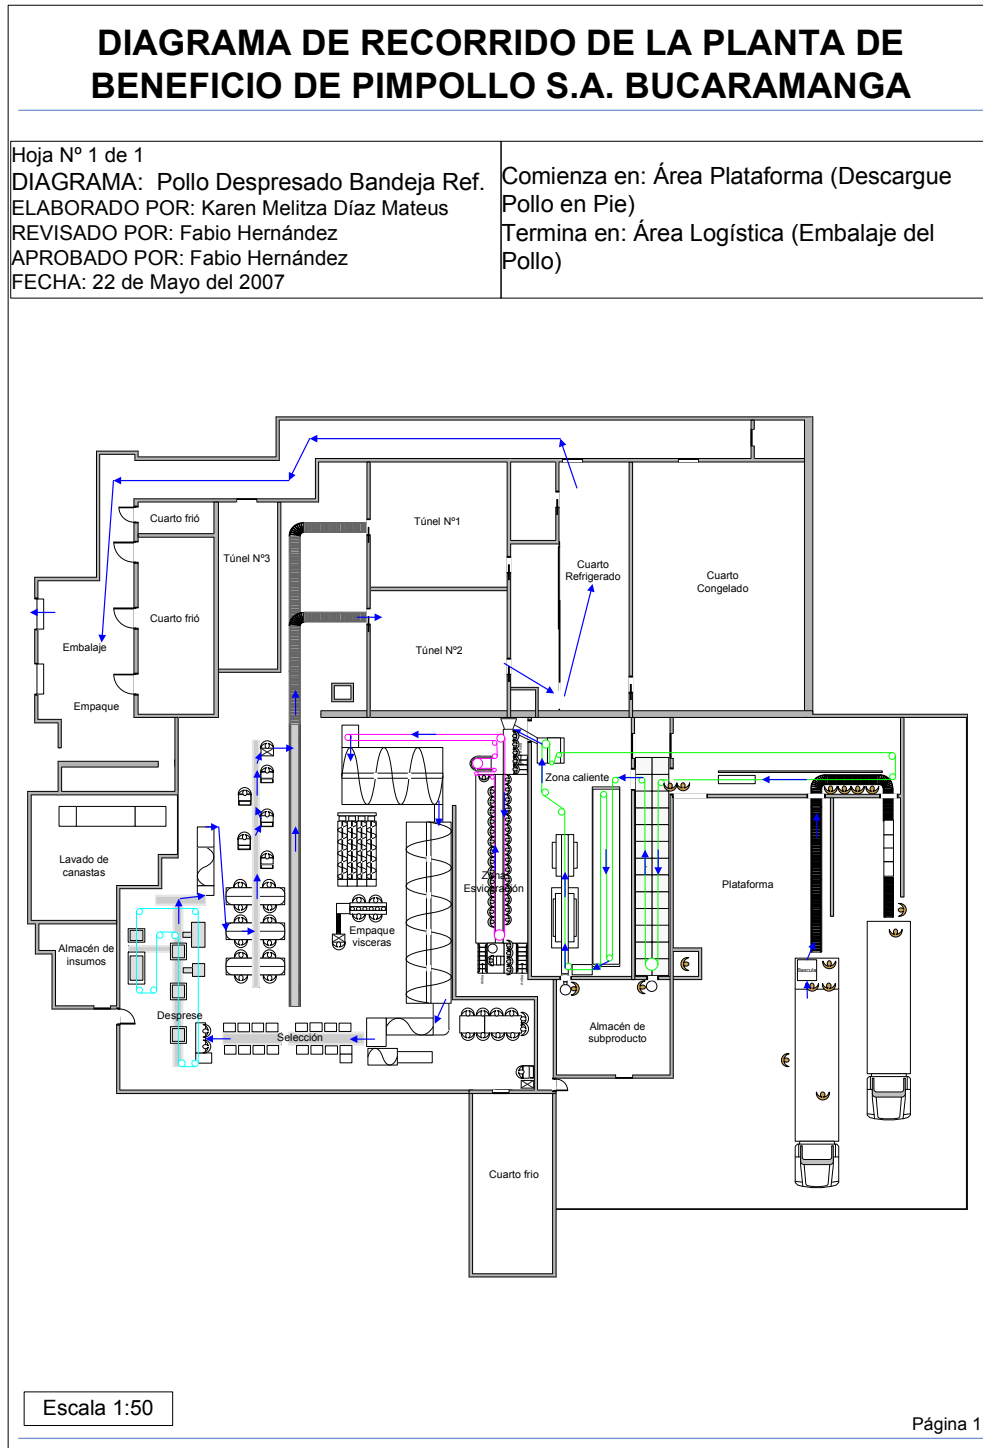 DIAGRAMA DE RECORRIDO DE LA PLANTA DE
BENEFICIO DE PIMPOLLO S.A. BUCARAMANGA
Hoja Nº 1 de 1
DIAGRAMA: Pollo Despresado Bandeja Ref.
ELABORADO POR: Karen Melitza Díaz Mateus
REVISADO POR: Fabio Hernández
APROBADO POR: Fabio Hernández
FECHA: 22 de Mayo del 2007
Comienza en: Área Plataforma (Descargue
Pollo en Pie)
Termina en: Área Logística (Embalaje del
Pollo)
Cuarto frió
Túnel Nº1
Túnel Nº3
Cuarto
Refrigerado
Cuarto
Congelado
Cuarto frió
Embalaje
Túnel Nº2
Empaque
Zona caliente
Lavado de
canastas
Zona
Esviceración
Plataforma
Empaque
visceras
Almacén de
insumos
Bascula
Desprese
Selección
Almacén de
subproducto
Cuarto frio
Escala 1:50
Página 1